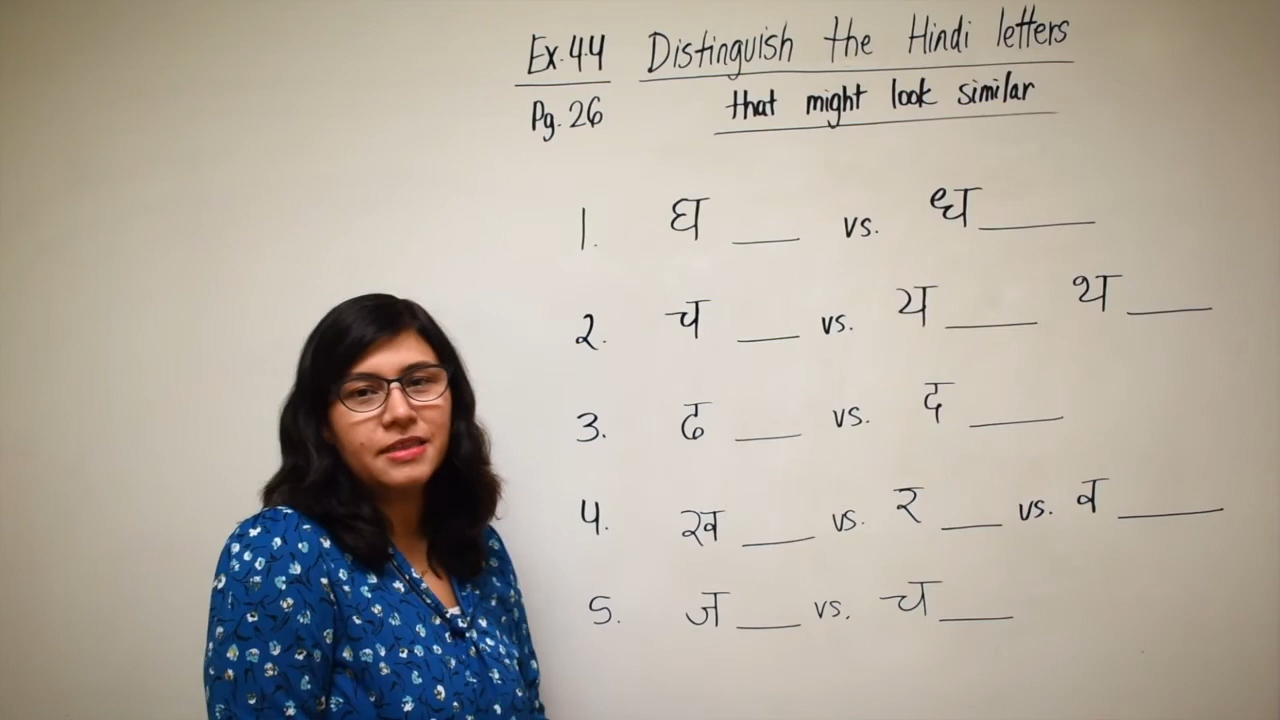 Ex. 4.4 Distinguish the Hindi letters
Pg. 26 that might look similar
1. घ ___ vs. ध ___
2. च ___ vs. य ___ थ ___
3. ढ ___ vs. द ___
4. ख ___ vs. र ___ vs. व ___
5. ज ___ vs. च ___